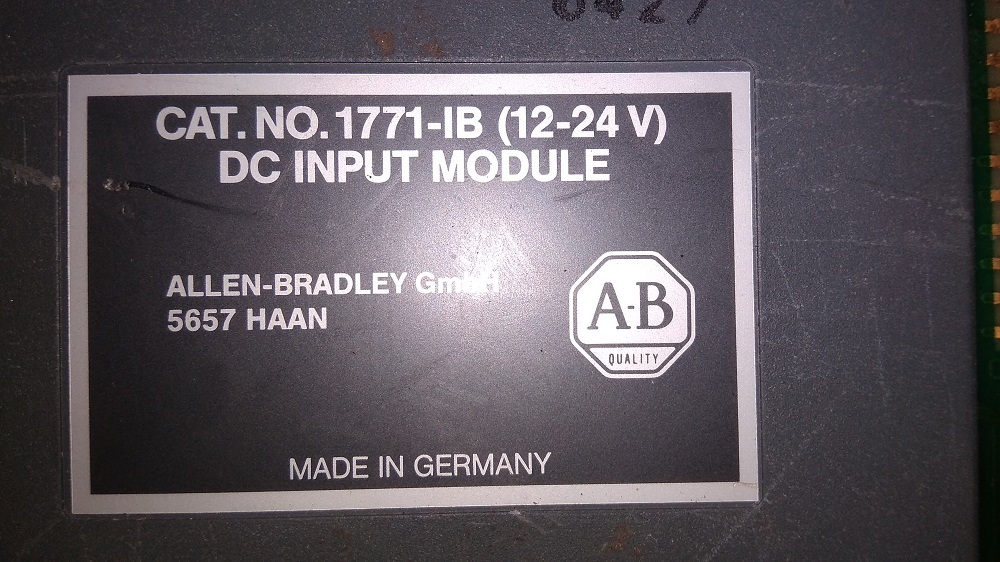 CAT. NO. 1771-IB (12-24 V)
DC INPUT MODULE
ALLEN-BRADLEY GmbH
5657 HAAN
A-B
QUALITY
MADE IN GERMANY